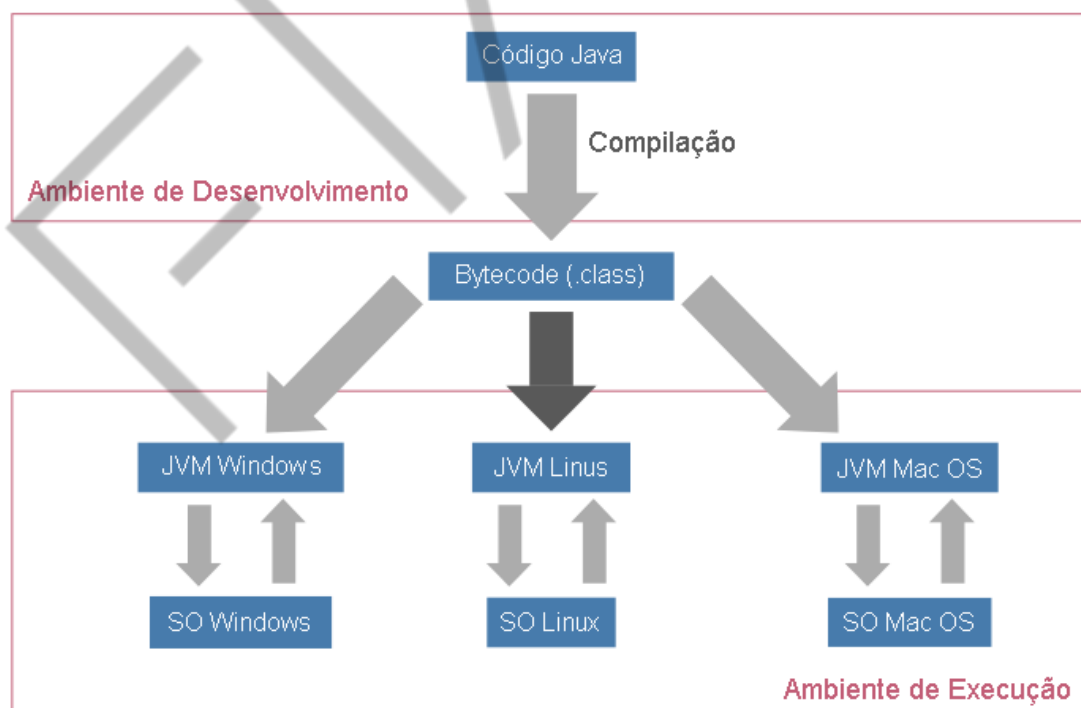 Código Java
Compilação
Ambiente de Desenvolvimento
Bytecode (.class)
JVM Windows
JVM Linus
JVM Mac OS
SO Windows
SO Linux
SO Mac OS
Ambiente de Execução